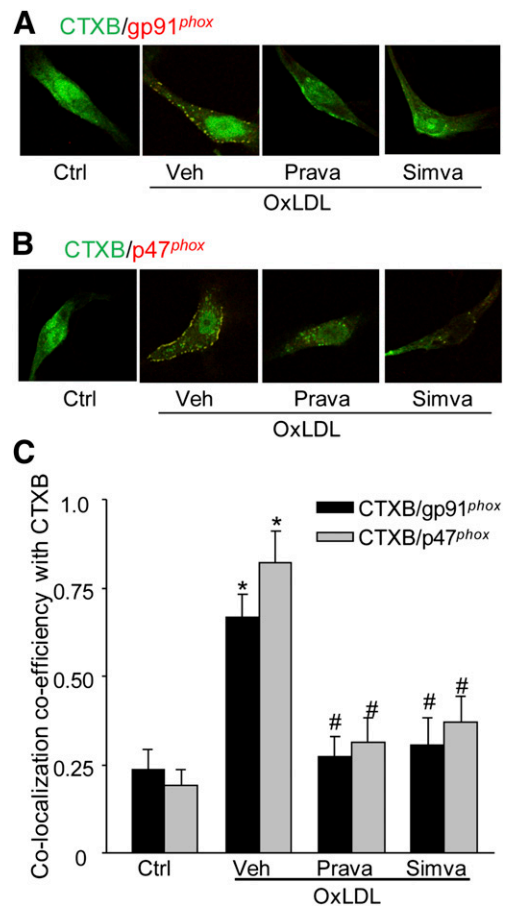 A CTXB/gp91phox
Ctrl Veh Prava Simva
OxLDL
B CTXB/p47phox
Ctrl Veh Prava Simva
OxLDL
C
Co-localization co-efficiency with CTXB
1.0
0.75
0.50
0.25
0
CTXB/gp91phox
CTXB/p47phox
* *
# # # #
Ctrl Veh Prava Simva
OxLDL